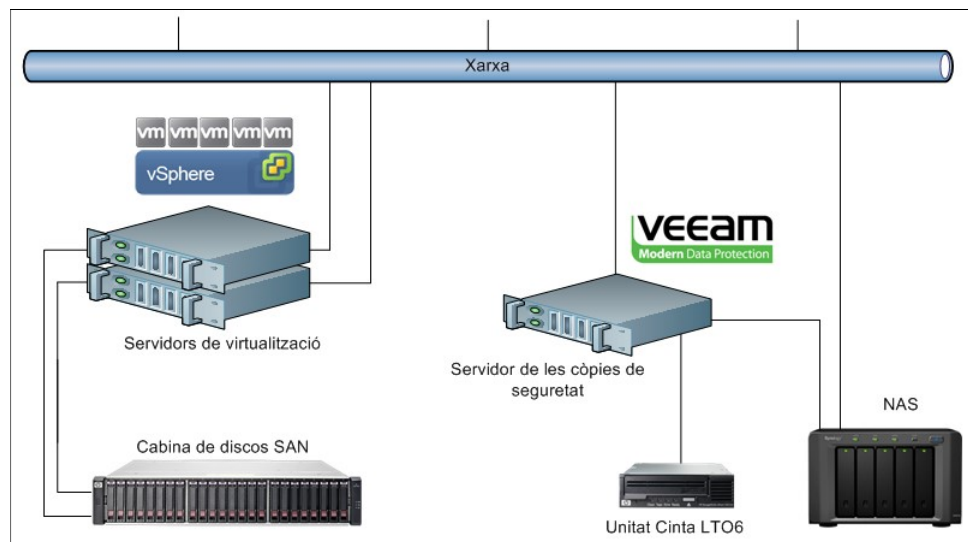 Xarxa
vm vm vm vm vm
vSphere
veeam
Modern Data Protection
Servidors de virtualització
Servidor de les còpies de
seguretat
NAS
Cabina de discos SAN
Synology
Unitat Cinta LTO6